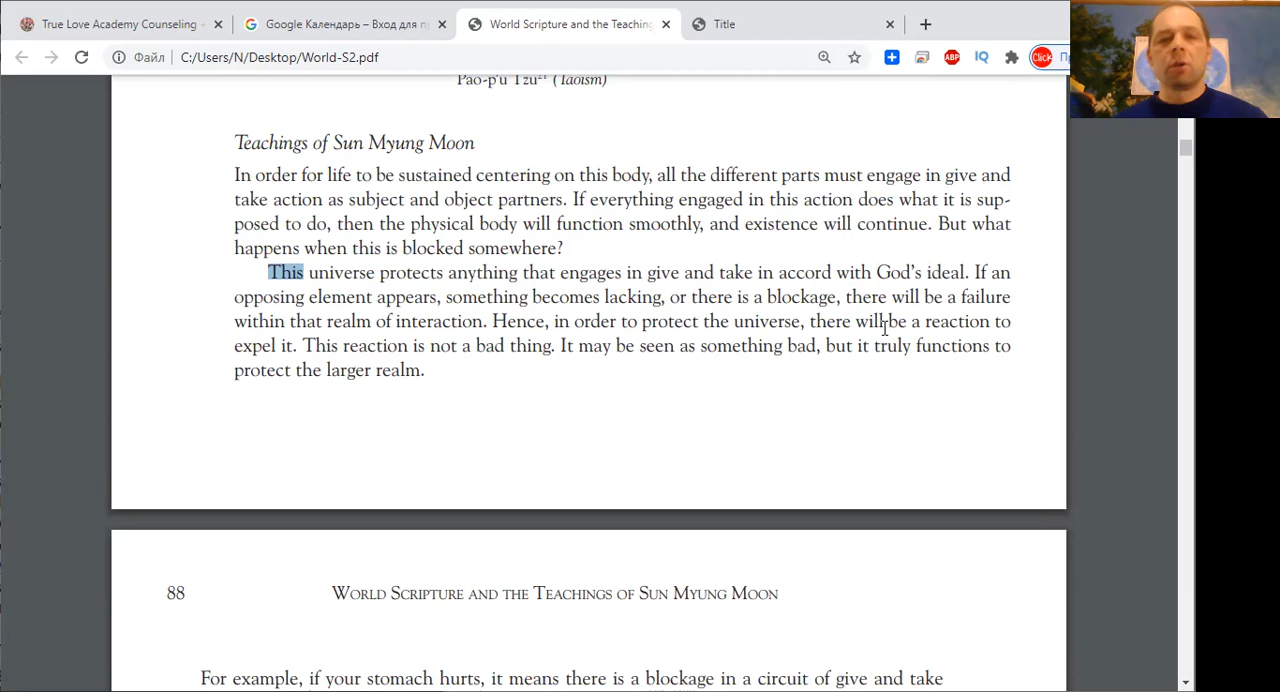 True Love Academy Counseling
Google Календарь – Вход для п
World Scripture and the Teaching
Title
Файл
C:/Users/N/Desktop/WorldS2.pdf
Click
Pao-p'u Tzu²¹ (Taoism)
Teachings of Sun Myung Moon
In order for life to be sustained centering on this body, all the different parts must engage in give and
take action as subject and object partners. If everything engaged in this action does what it is sup-
posed to do, then the physical body will function smoothly, and existence will continue. But what
happens when this is blocked somewhere?
This universe protects anything that engages in give and take in accord with God's ideal. If an
opposing element appears, something becomes lacking, or there is a blockage, there will be a failure
within that realm of interaction. Hence, in order to protect the universe, there will be a reaction to
expel it. This reaction is not a bad thing. It may be seen as something bad, but it truly functions to
protect the larger realm.
88
World Scripture and the Teachings of Sun Myung Moon
For example, if your stomach hurts, it means there is a blockage in a circuit of give and take